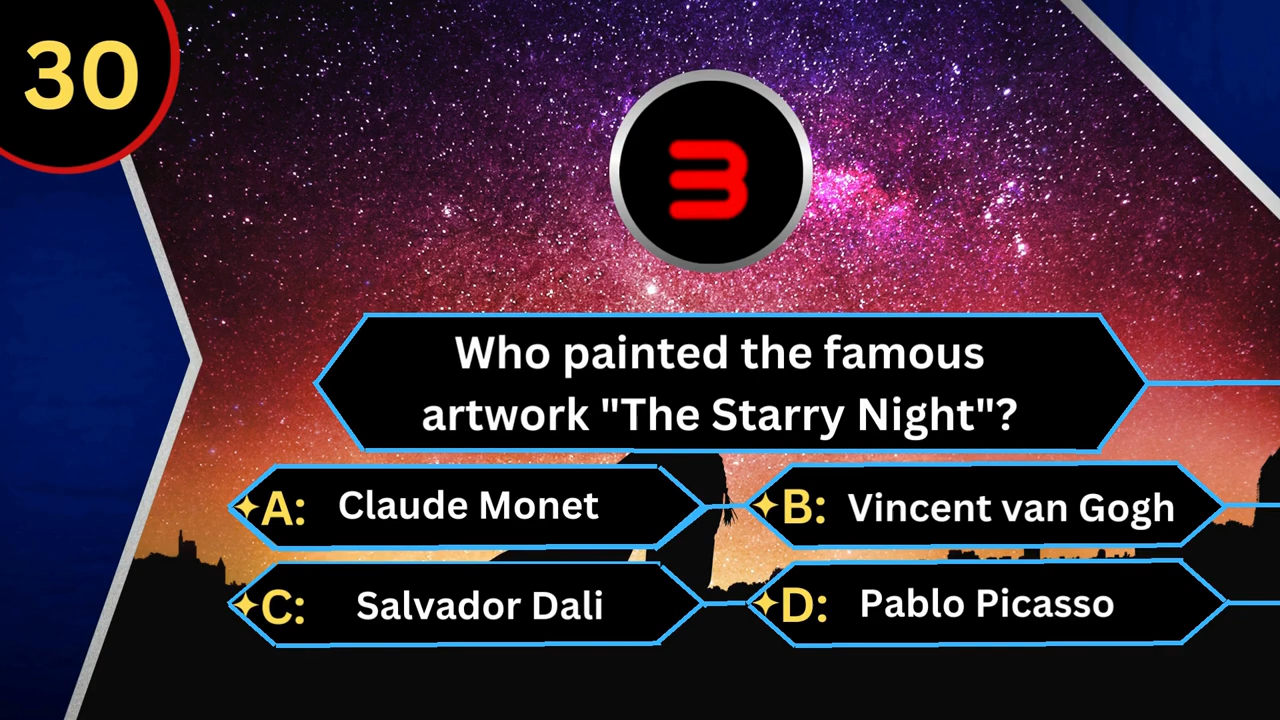 30
3
Who painted the famous
artwork "The Starry Night"?
A: Claude Monet
B: Vincent van Gogh
C: Salvador Dali
D: Pablo Picasso